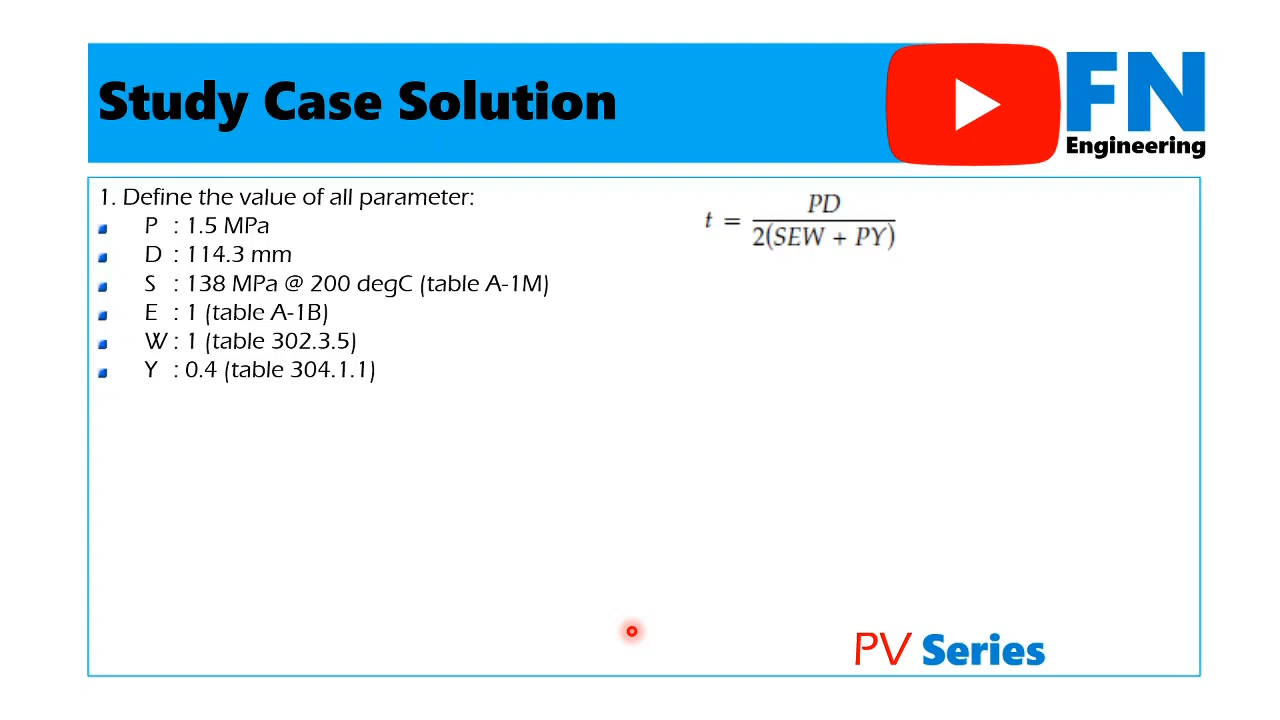 Study Case Solution
FN
Engineering
1. Define the value of all parameter:
P : 1.5 MPa
D : 114.3 mm
S : 138 MPa @ 200 degC (table A-1M)
E : 1 (table A-1B)
W : 1 (table 302.3.5)
Y : 0.4 (table 304.1.1)
t = PD / 2(SEW + PY)
PV Series